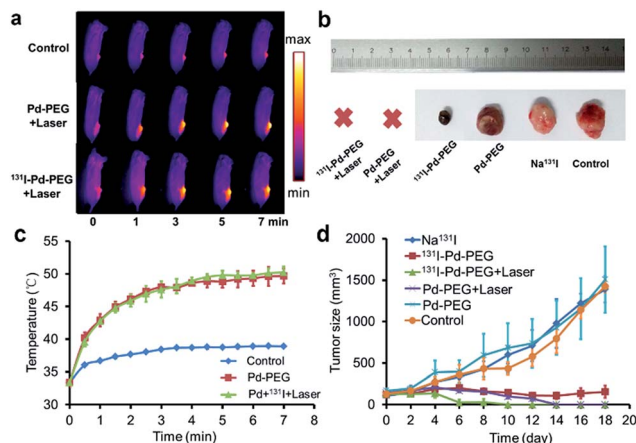 a
Control
Pd-PEG
+Laser
¹³¹I-Pd-PEG
+Laser
0 1 3 5 7 min
max
min
b
0 1 2 3 4 5 6 7 8 9 10 11 12 13 14
¹³¹I-Pd-PEG
+Laser
Pd-PEG
+Laser
¹³¹I-Pd-PEG
Pd-PEG
Na¹³¹I
Control
c
Temperature (℃)
55
50
45
40
35
30
0 1 2 3 4 5 6 7 8
Time (min)
Control
Pd-PEG
Pd+¹³¹I+Laser
d
Tumor size (mm³)
2000
1500
1000
500
0
0 2 4 6 8 10 12 14 16 18 20
Time (day)
Na¹³¹I
¹³¹I-Pd-PEG
¹³¹I-Pd-PEG+Laser
Pd-PEG+Laser
Pd-PEG
Control